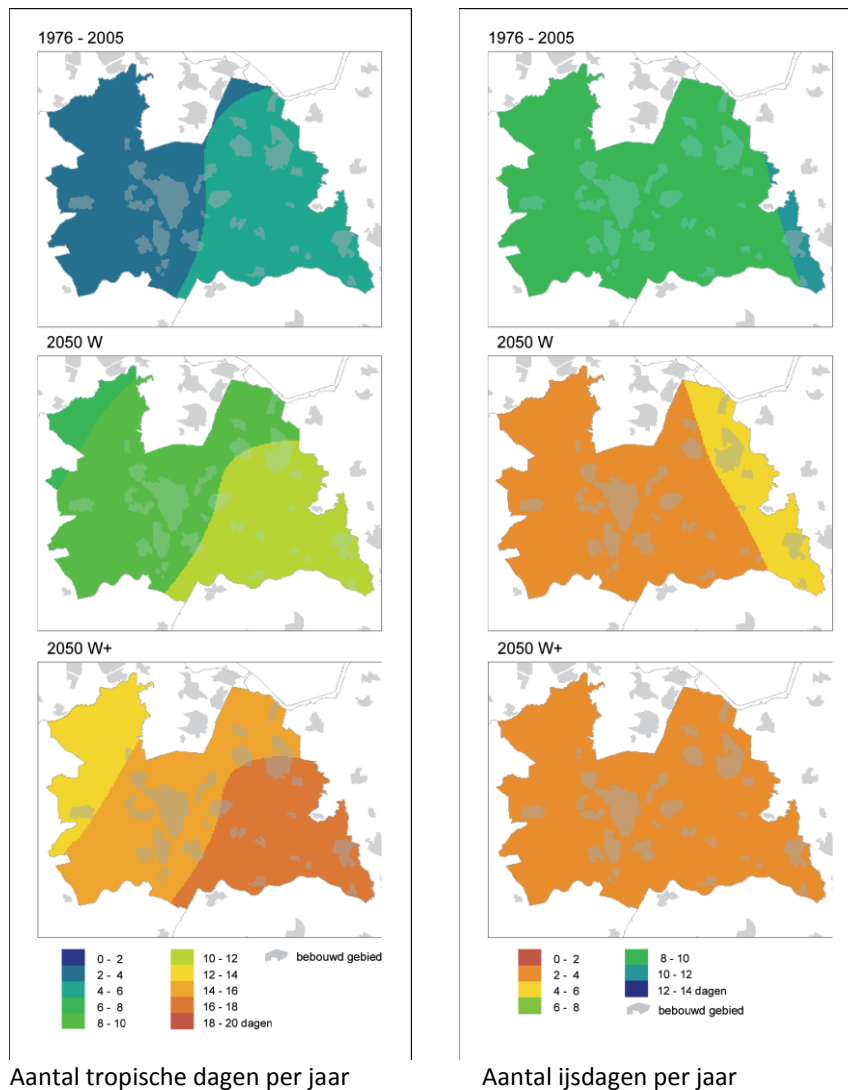 1976 - 2005
2050 W
2050 W+
0 - 2
2 - 4
4 - 6
6 - 8
8 - 10
10 - 12
12 - 14
14 - 16
16 - 18
18 - 20 dagen
bebouwd gebied
Aantal tropische dagen per jaar
1976 - 2005
2050 W
2050 W+
0 - 2
2 - 4
4 - 6
6 - 8
8 - 10
10 - 12
12 - 14 dagen
bebouwd gebied
Aantal ijsdagen per jaar